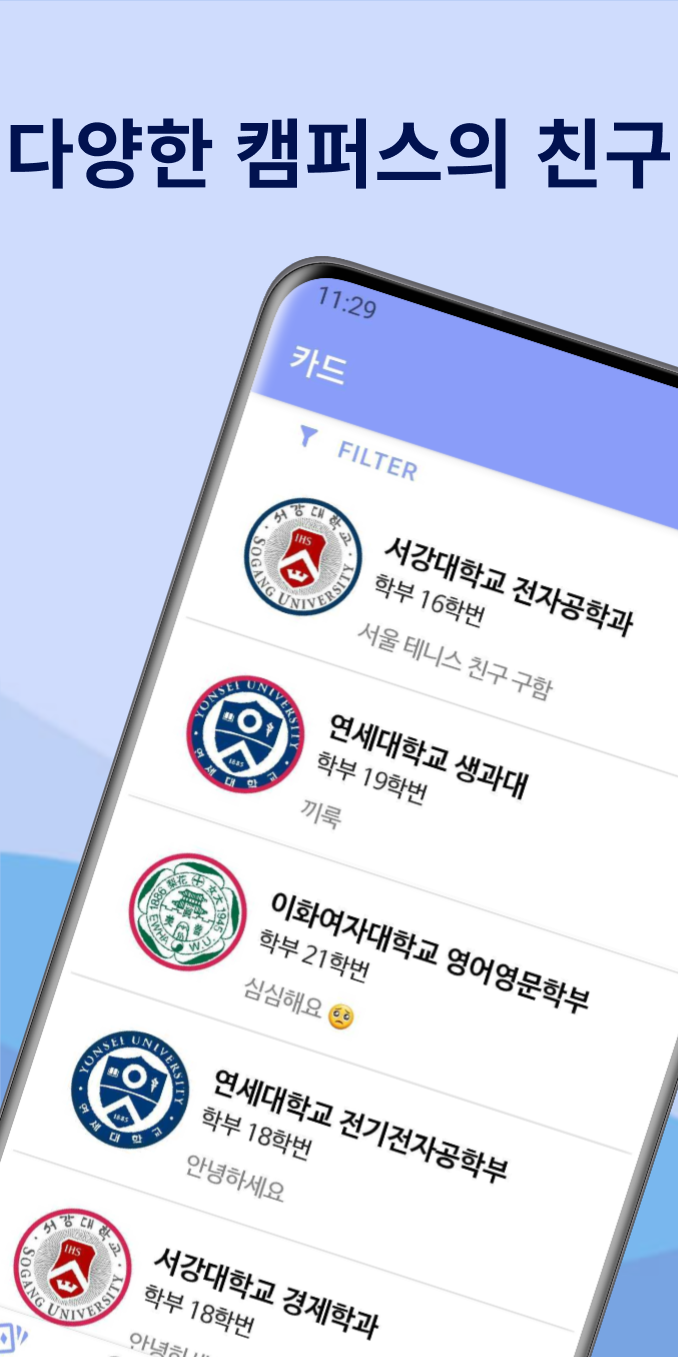 다양한 캠퍼스의 친구
11:29
카드
FILTER
서강대학교
SOGANG UNIVERSITY
IHS
서강대학교 전자공학과
학부 16학번
서울 테니스 친구 구함
YONSEI UNIVERSITY
1885
연세대학교
연세대학교 생과대
학부 19학번
끼룩
1886 梨花 女大 1945
EWHA W.U.
이화여자대학교 영어영문학부
학부 21학번
심심해요 🥺
YONSEI UNIVERSITY
1885
연세대학교
연세대학교 전기전자공학부
학부 18학번
안녕하세요
서강대학교
SOGANG UNIVERSITY
IHS
서강대학교 경제학과
학부 18학번